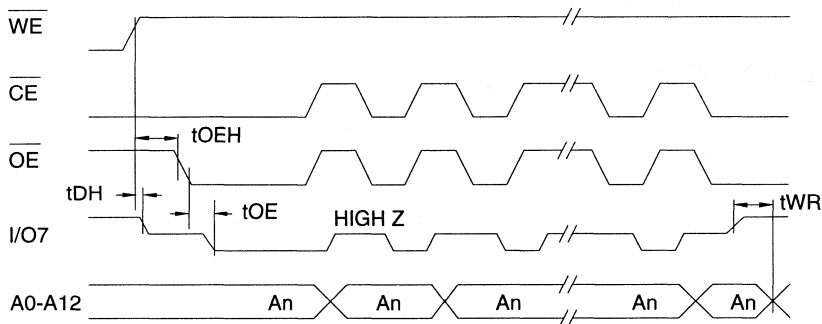 WE
CE
tOEH
OE
tDH
tOE
tWR
HIGH Z
I/O7
A0-A12 An An An An An